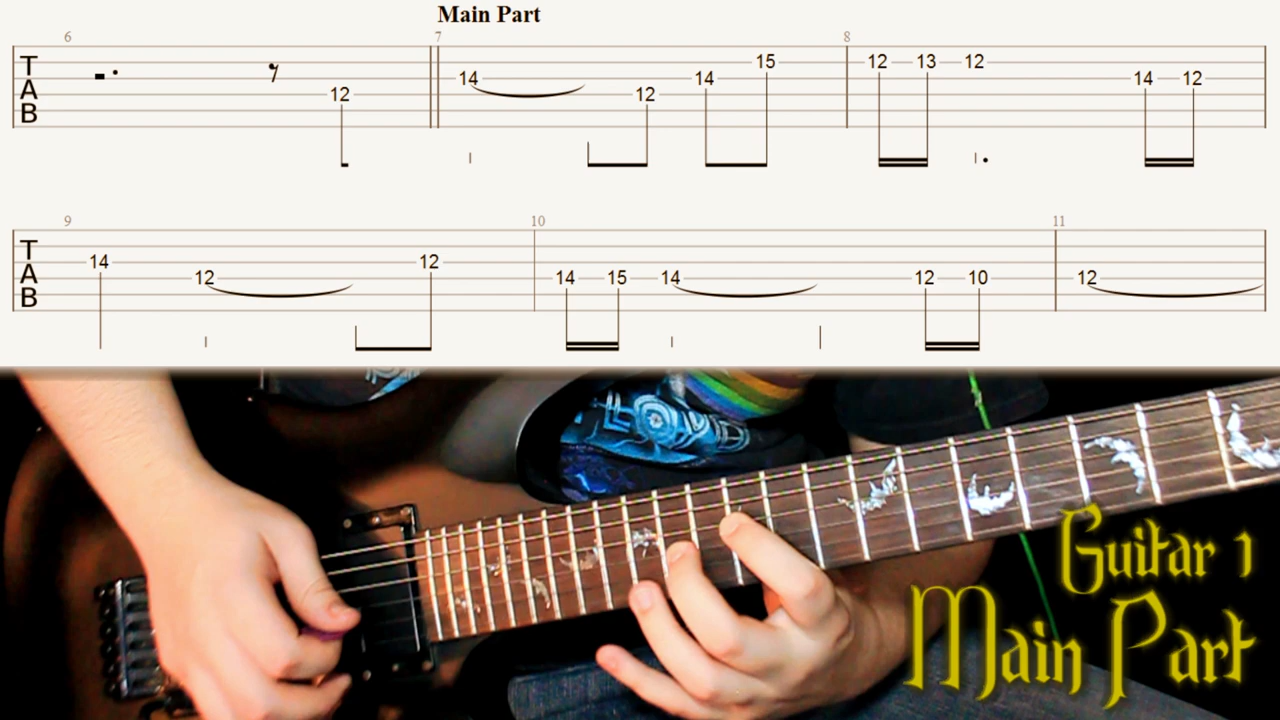 Main Part
6 7 8
T
A
B
12 14 12 14 15 12 13 12 14 12
9 10 11
T
A
B
14 12 12 14 15 14 12 10 12
Guitar 1
Main Part